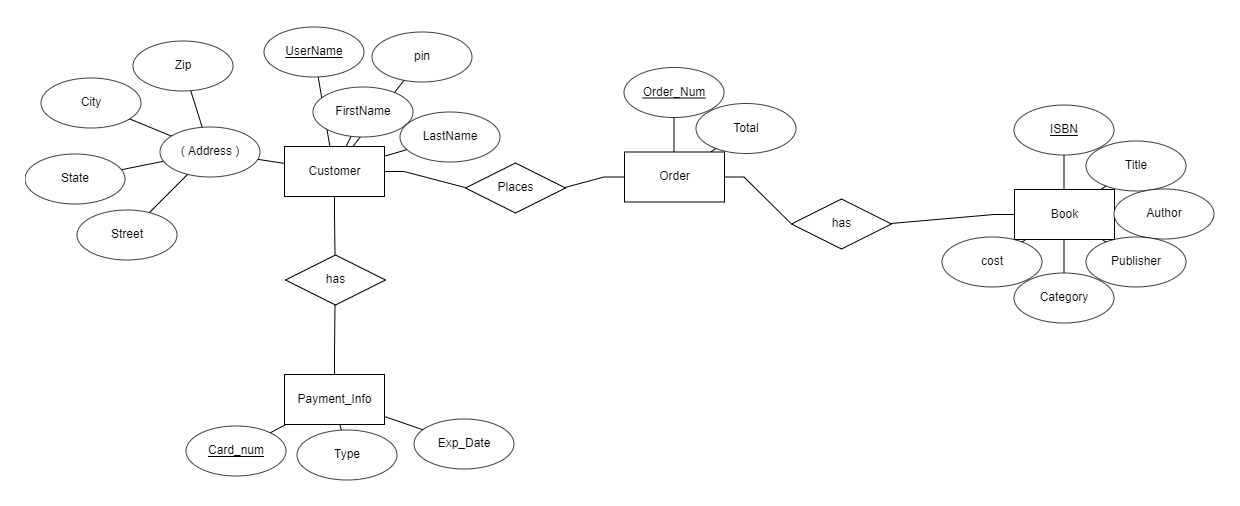 UserName
pin
Zip
City
FirstName
Order_Num
LastName
Total
ISBN
( Address )
Title
State
Customer
Places
Order
Street
has
Book
Author
has
cost
Publisher
Category
Payment_Info
Card_num
Type
Exp_Date